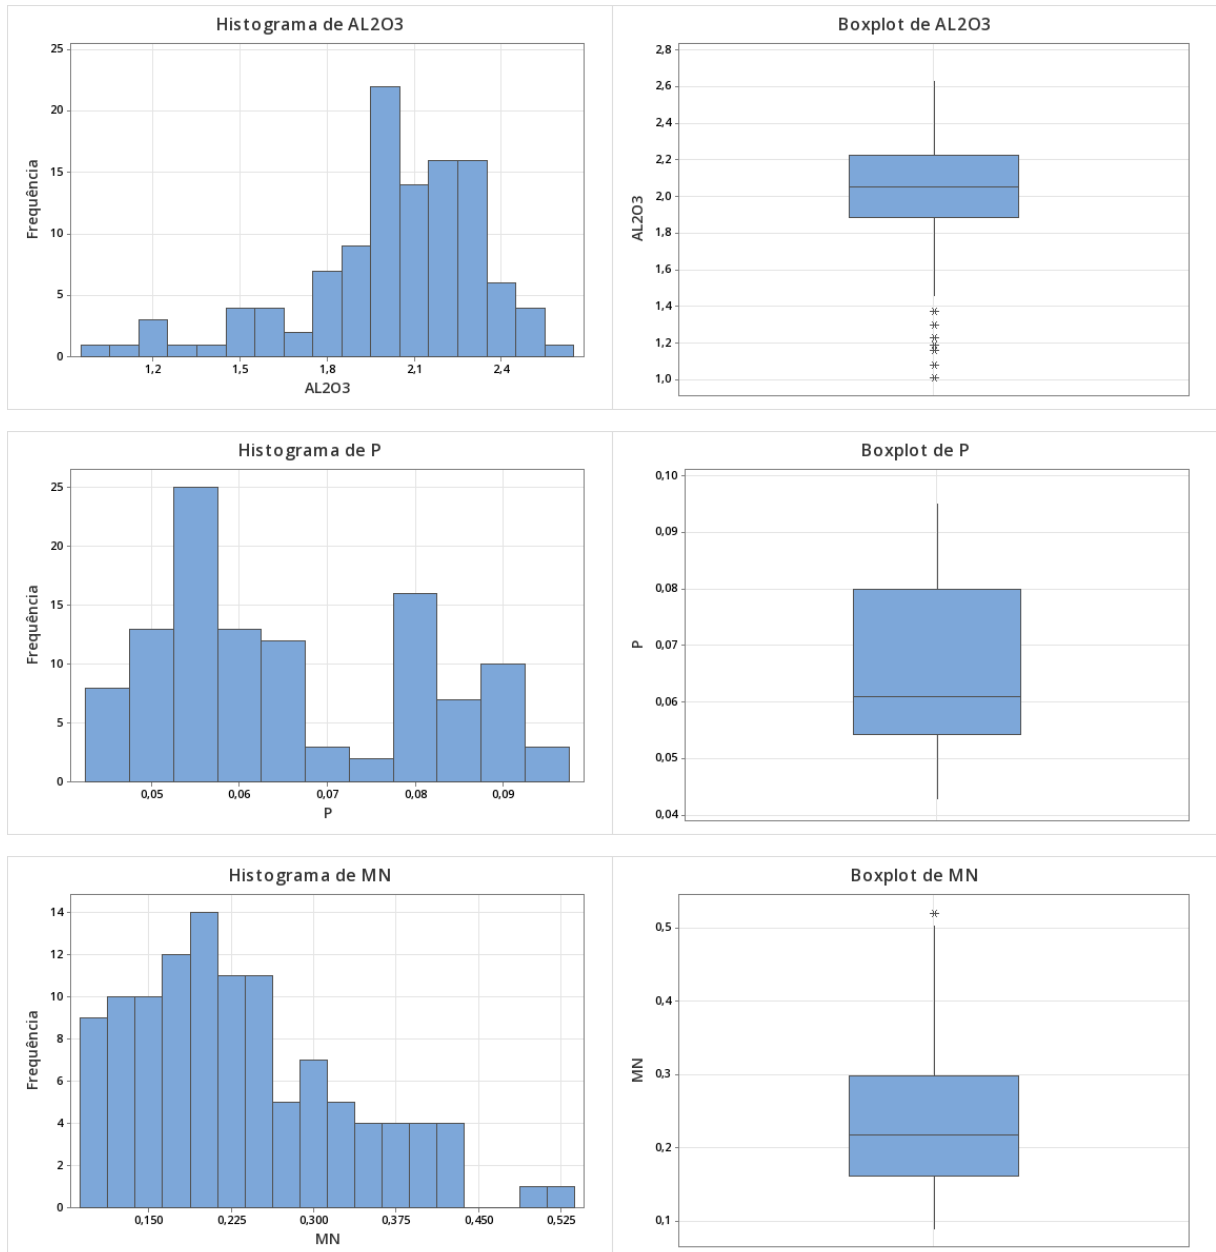 Histograma de AL2O3
25
20
15
10
5
0
Frequência
1,2 1,5 1,8 2,1 2,4
AL2O3
Boxplot de AL2O3
2,8
2,6
2,4
2,2
2,0
1,8
1,6
1,4
1,2
1,0
AL2O3
Histograma de P
25
20
15
10
5
0
Frequência
0,05 0,06 0,07 0,08 0,09
P
Boxplot de P
0,10
0,09
0,08
0,07
0,06
0,05
0,04
P
Histograma de MN
14
12
10
8
6
4
2
0
Frequência
0,150 0,225 0,300 0,375 0,450 0,525
MN
Boxplot de MN
0,5
0,4
0,3
0,2
0,1
MN